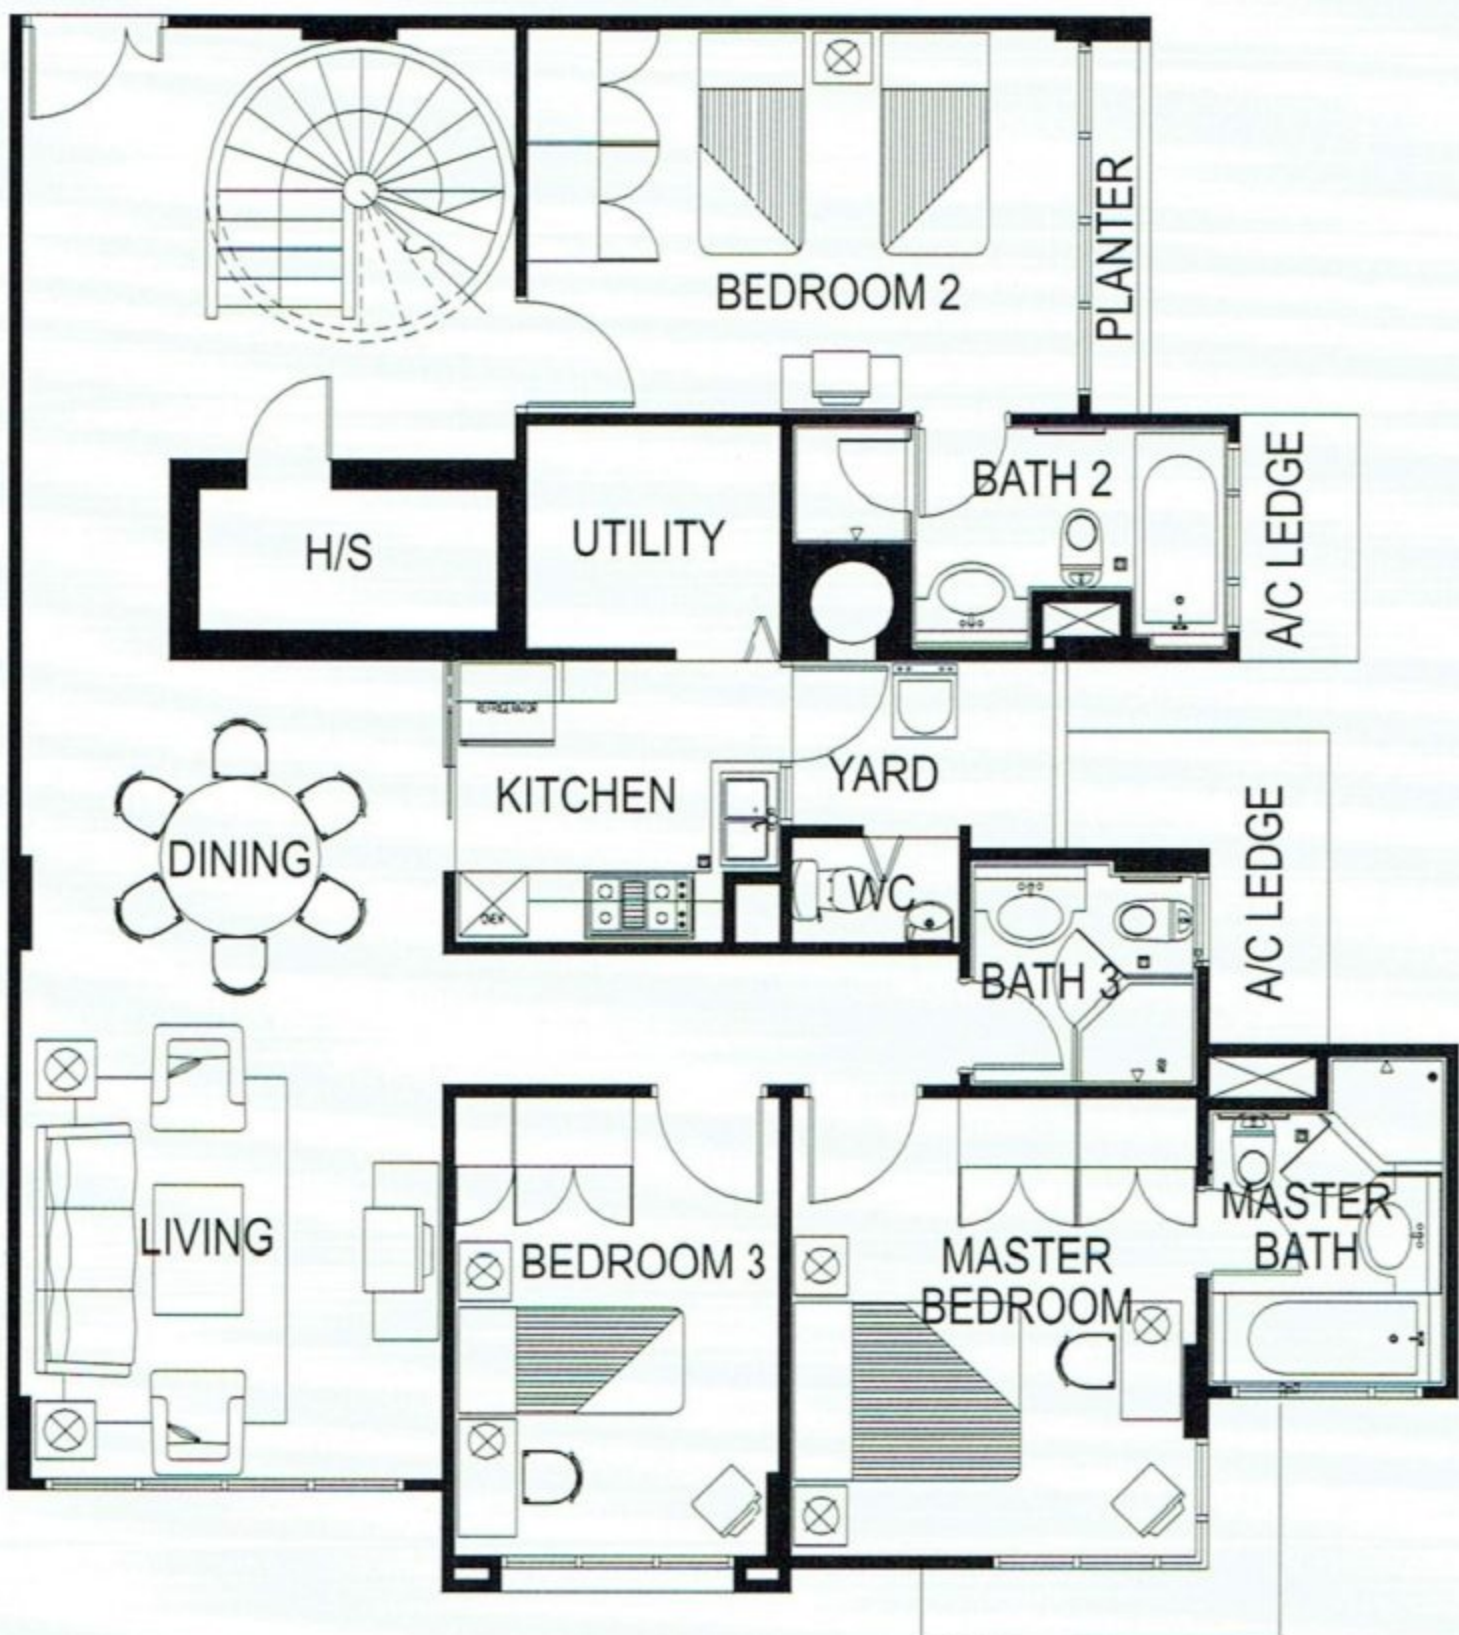 BEDROOM 2
PLANTER
BATH 2
A/C LEDGE
H/S
UTILITY
REFRIGERATOR
KITCHEN
YARD
DINING
WC
A/C LEDGE
BATH 3
LIVING
BEDROOM 3
MASTER
BEDROOM
MASTER
BATH